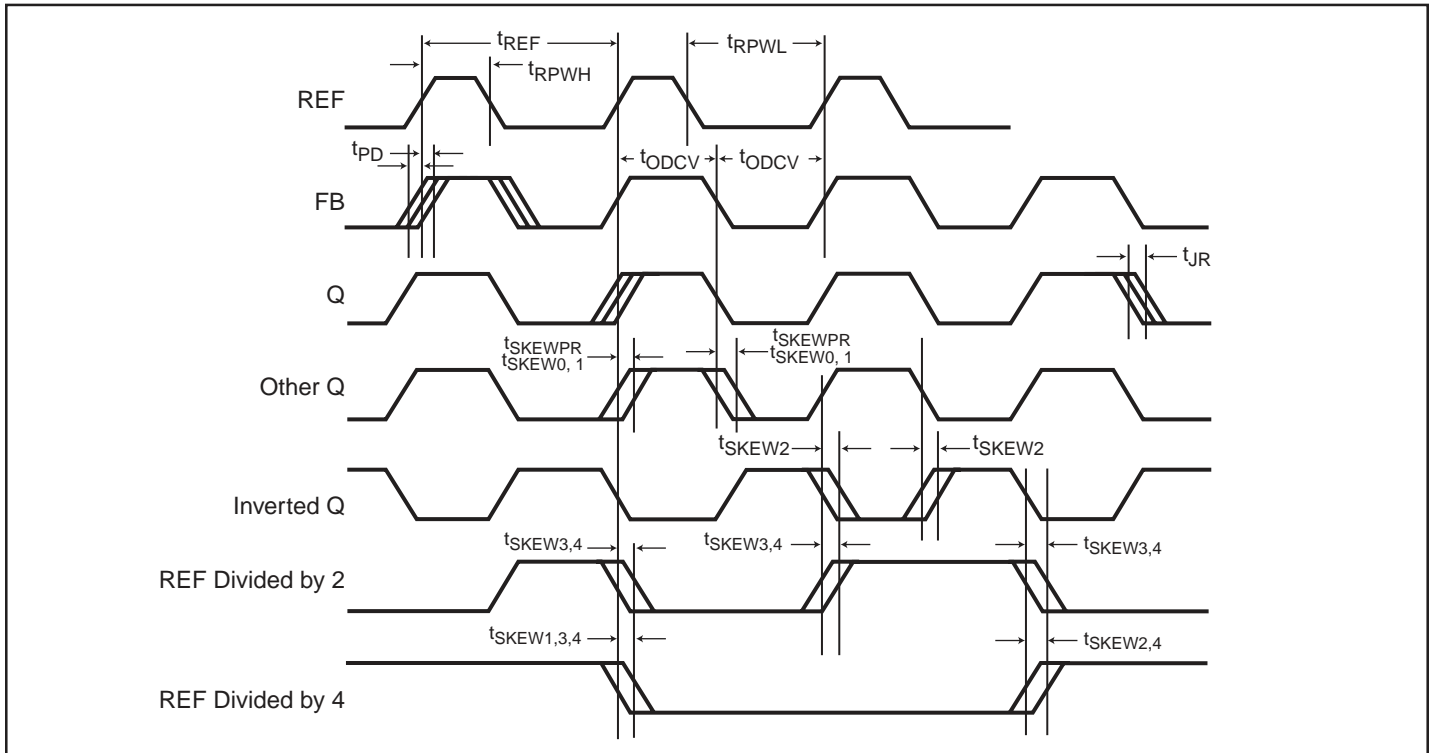 tREF
tRPWL
tRPWH
REF
tPD
tODCV
tODCV
FB
tJR
Q
tSKEWPR
tSKEW0, 1
tSKEWPR
tSKEW0, 1
Other Q
tSKEW2
tSKEW2
Inverted Q
tSKEW3,4
tSKEW3,4
tSKEW3,4
REF Divided by 2
tSKEW1,3,4
tSKEW2,4
REF Divided by 4